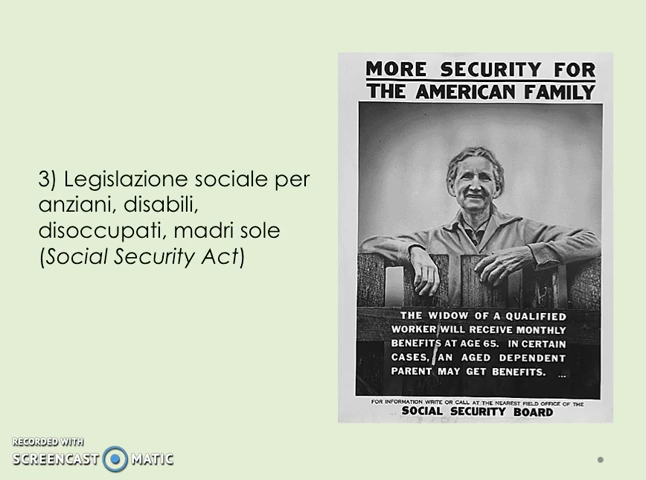 3) Legislazione sociale per
anziani, disabili,
disoccupati, madri sole
(Social Security Act)
MORE SECURITY FOR
THE AMERICAN FAMILY
THE WIDOW OF A QUALIFIED
WORKER WILL RECEIVE MONTHLY
BENEFITS AT AGE 65. IN CERTAIN
CASES, AN AGED DEPENDENT
PARENT MAY GET BENEFITS. ...
FOR INFORMATION WRITE OR CALL AT THE NEAREST FIELD OFFICE OF THE
SOCIAL SECURITY BOARD
RECORDED WITH
SCREENCAST MATIC